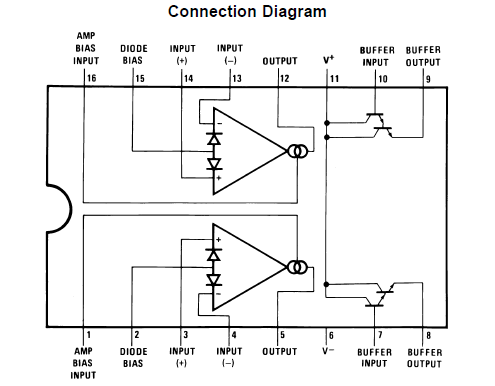 Connection Diagram
AMP BIAS INPUT
DIODE BIAS
INPUT (+)
INPUT (−)
OUTPUT
V+
BUFFER INPUT
BUFFER OUTPUT
16 15 14 13 12 11 10 9
−
+
+
−
1 2 3 4 5 6 7 8
AMP BIAS INPUT
DIODE BIAS
INPUT (+)
INPUT (−)
OUTPUT
V−
BUFFER INPUT
BUFFER OUTPUT